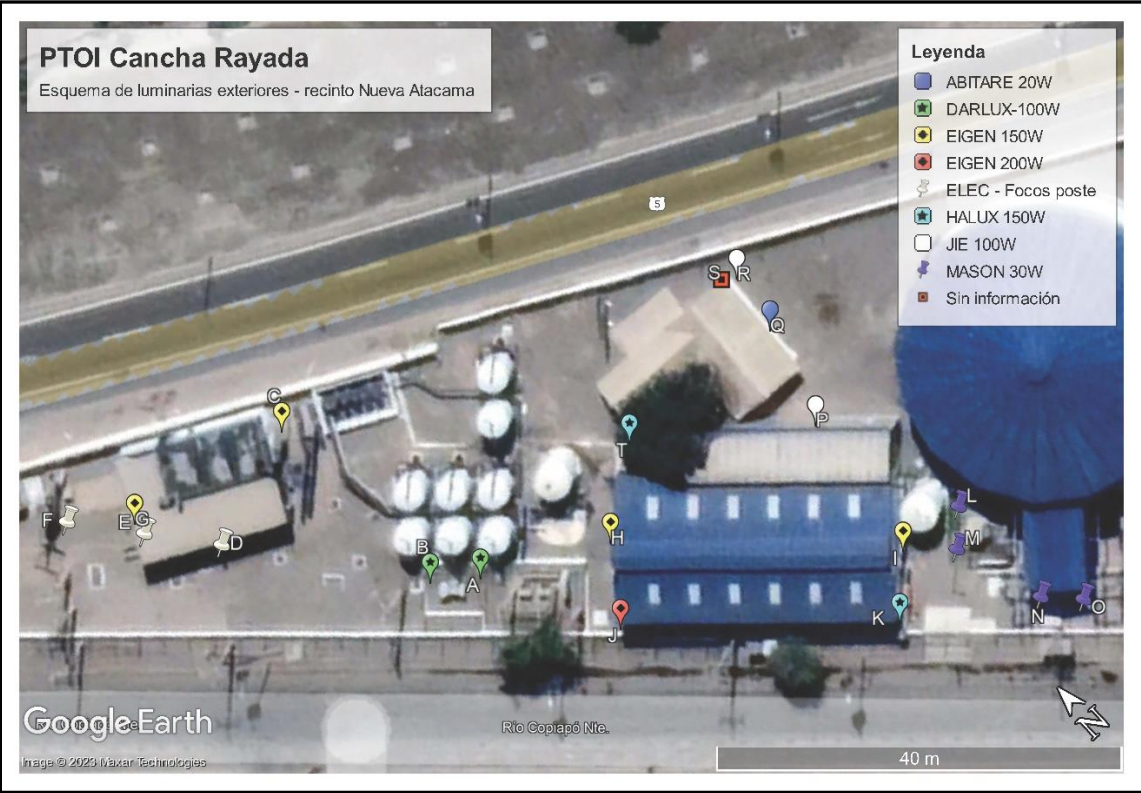 PTOI Cancha Rayada
Esquema de luminarias exteriores - recinto Nueva Atacama
Leyenda
ABITARE 20W
DARLUX-100W
EIGEN 150W
EIGEN 200W
ELEC - Focos poste
HALUX 150W
JIE 100W
MASON 30W
Sin información
5
S
R
Q
C
P
T
F
E
G
D
H
L
B
A
I
M
J
K
N
O
Google Earth
Río Copiapó Nte.
N
Image © 2023 Maxar Technologies
40 m